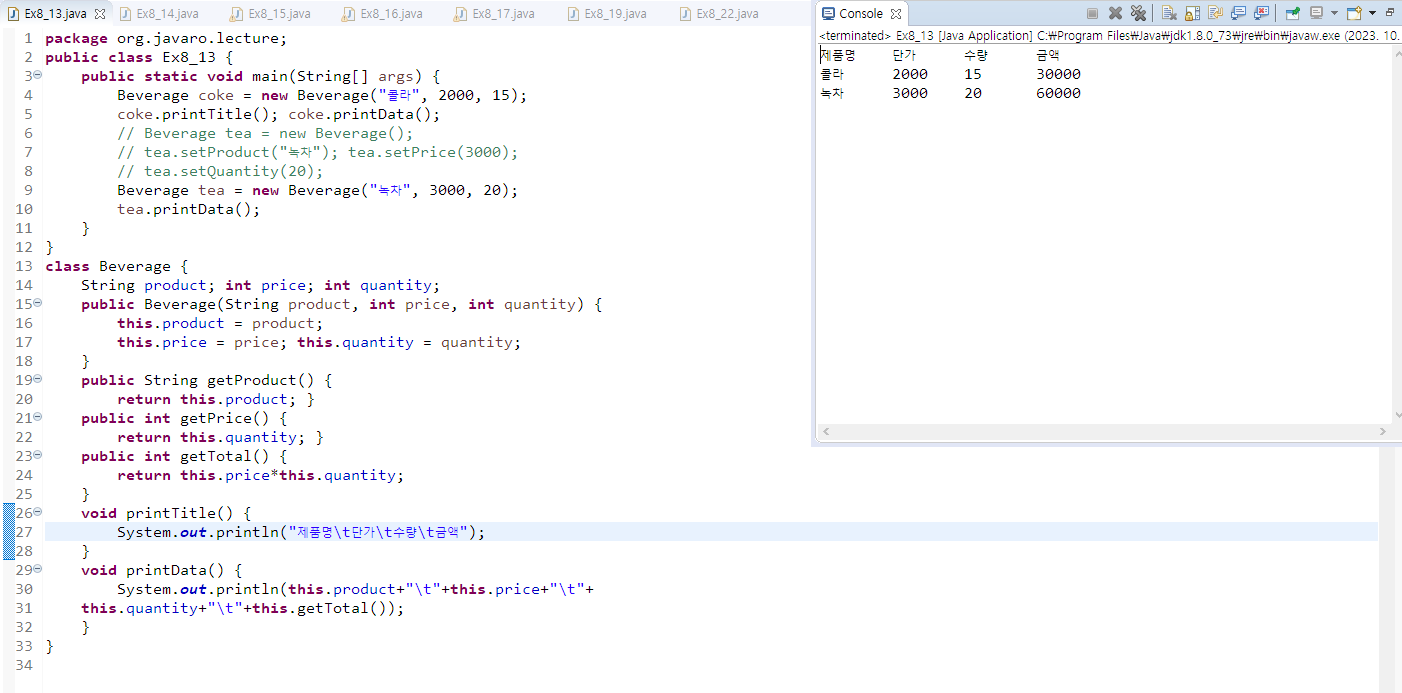 Ex8_13.java Ex8_14.java Ex8_15.java Ex8_16.java Ex8_17.java Ex8_19.java Ex8_22.java
1 package org.javaro.lecture;
2 public class Ex8_13 {
3 public static void main(String[] args) {
4 Beverage coke = new Beverage("콜라", 2000, 15);
5 coke.printTitle(); coke.printData();
6 // Beverage tea = new Beverage();
7 // tea.setProduct("녹차"); tea.setPrice(3000);
8 // tea.setQuantity(20);
9 Beverage tea = new Beverage("녹차", 3000, 20);
10 tea.printData();
11 }
12 }
13 class Beverage {
14 String product; int price; int quantity;
15 public Beverage(String product, int price, int quantity) {
16 this.product = product;
17 this.price = price; this.quantity = quantity;
18 }
19 public String getProduct() {
20 return this.product; }
21 public int getPrice() {
22 return this.quantity; }
23 public int getTotal() {
24 return this.price*this.quantity;
25 }
26 void printTitle() {
27 System.out.println("제품명\t단가\t수량\t금액");
28 }
29 void printData() {
30 System.out.println(this.product+"\t"+this.price+"\t"+
31 this.quantity+"\t"+this.getTotal());
32 }
33 }
34
Console
<terminated> Ex8_13 [Java Application] C:₩Program Files₩Java₩jdk1.8.0_73₩jre₩bin₩javaw.exe (2023. 10.
제품명 단가 수량 금액
콜라 2000 15 30000
녹차 3000 20 60000